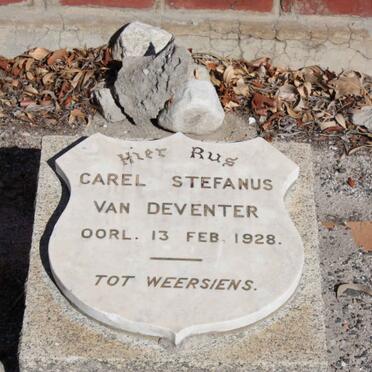 Hier Rus
CAREL STEFANUS
VAN DEVENTER
OORL. 13 FEB. 1928.
TOT WEERSIENS.